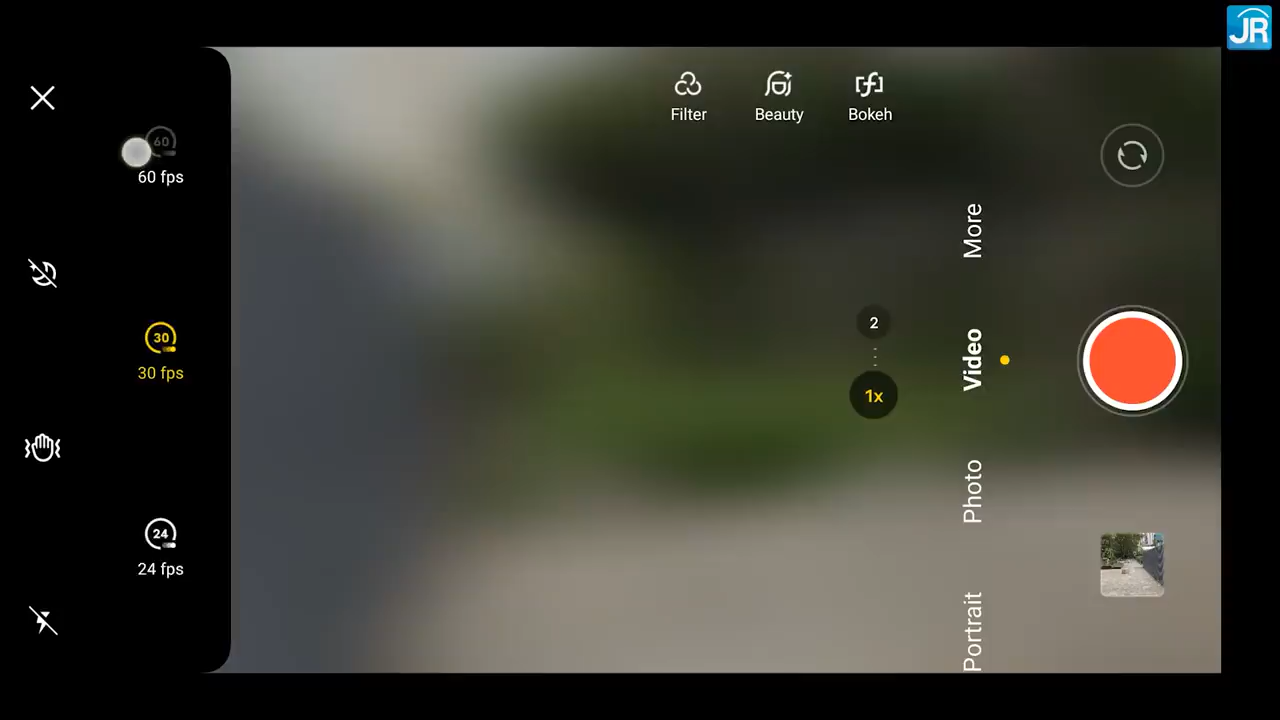 JR
Filter
Beauty
Bokeh
60
60 fps
More
2
30
30 fps
Video
1x
Photo
24
24 fps
Portrait